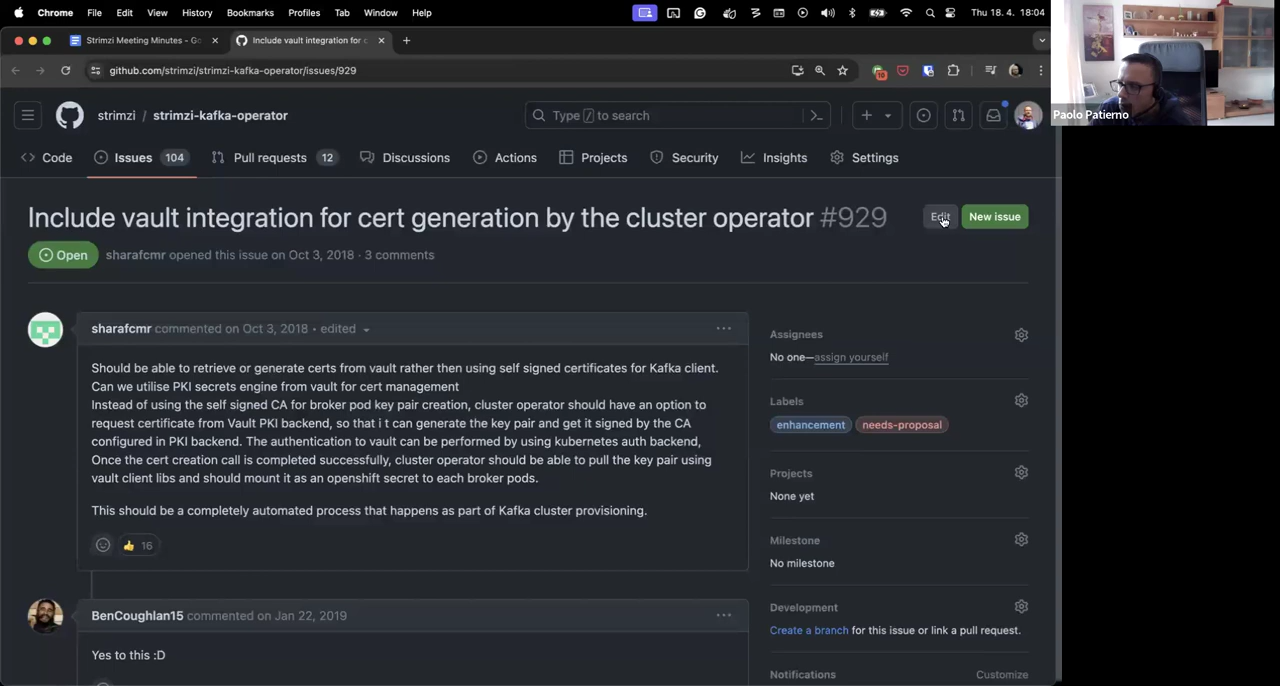 Chrome File Edit View History Bookmarks Profiles Tab Window Help
Thu 18. 4. 18:04
Strimzi Meeting Minutes - Go
Include vault integration for c
github.com/strimzi/strimzi-kafka-operator/issues/929
10
Paolo Patierno
strimzi / strimzi-kafka-operator
Type / to search
Code
Issues 104
Pull requests 12
Discussions
Actions
Projects
Security
Insights
Settings
Include vault integration for cert generation by the cluster operator #929
Edit
New issue
Open
sharafcmr opened this issue on Oct 3, 2018 · 3 comments
sharafcmr commented on Oct 3, 2018 • edited
Should be able to retrieve or generate certs from vault rather then using self signed certificates for Kafka client.
Can we utilise PKI secrets engine from vault for cert management
Instead of using the self signed CA for broker pod key pair creation, cluster operator should have an option to
request certificate from Vault PKI backend, so that i t can generate the key pair and get it signed by the CA
configured in PKI backend. The authentication to vault can be performed by using kubernetes auth backend,
Once the cert creation call is completed successfully, cluster operator should be able to pull the key pair using
vault client libs and should mount it as an openshift secret to each broker pods.
This should be a completely automated process that happens as part of Kafka cluster provisioning.
👍 16
BenCoughlan15 commented on Jan 22, 2019
Yes to this :D
Assignees
No one—assign yourself
Labels
enhancement needs-proposal
Projects
None yet
Milestone
No milestone
Development
Create a branch for this issue or link a pull request.
Notifications Customize